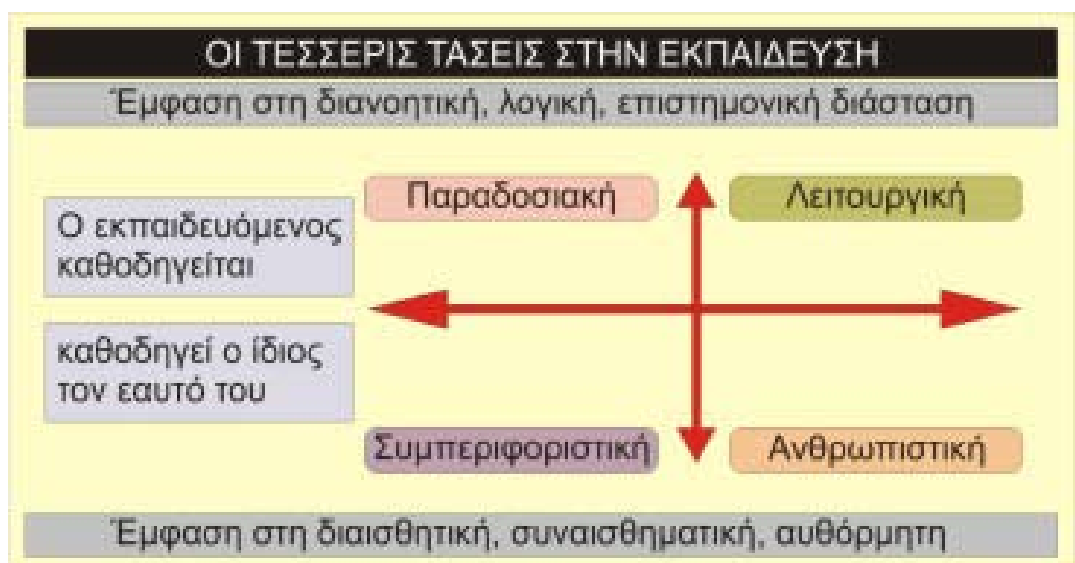 ΟΙ ΤΕΣΣΕΡΙΣ ΤΑΣΕΙΣ ΣΤΗΝ ΕΚΠΑΙΔΕΥΣΗ
Έμφαση στη διανοητική, λογική, επιστημονική διάσταση
Παραδοσιακή
Λειτουργική
Ο εκπαιδευόμενος
καθοδηγείται
καθοδηγεί ο ίδιος
τον εαυτό του
Συμπεριφοριστική
Ανθρωπιστική
Έμφαση στη διαισθητική, συναισθηματική, αυθόρμητη